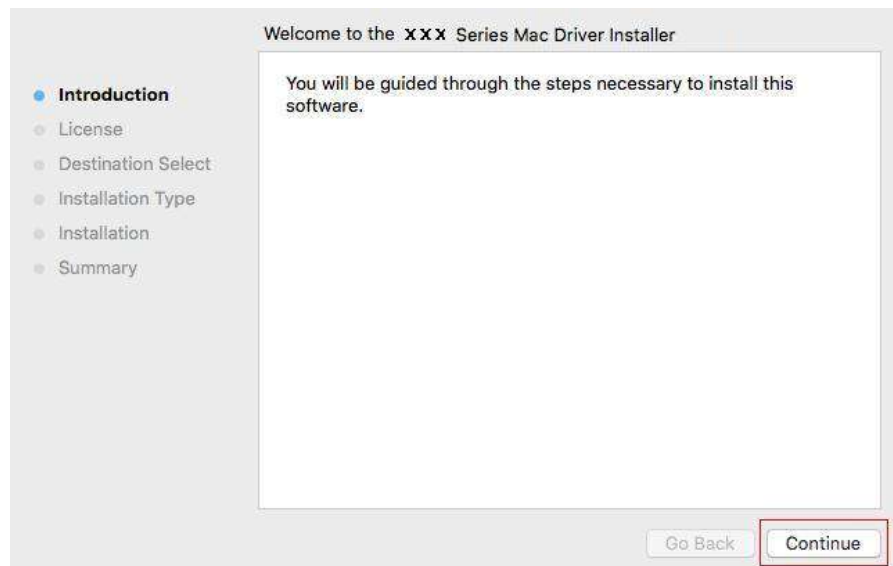 Welcome to the XXX Series Mac Driver Installer
Introduction
License
Destination Select
Installation Type
Installation
Summary
You will be guided through the steps necessary to install this
software.
Go Back
Continue